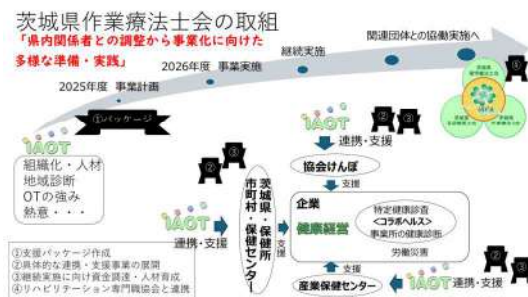 茨城県作業療法士会の取組
「県内関係者との調整から事業化に向けた
多様な準備・実践」
2025年度 事業計画
2026年度 事業実施
継続実施
関連団体との協働実施へ
⑤
①パッケージ
IAOT
組織化・人材
地域診断
OTの強み
熱意・・・
IAOT
連携・支援
②
③
茨城県・保健所
市町村・保健センター
支援
IAOT
連携・支援
②
③
協会けんぽ
支援
企業
健康経営
特定健康診査
<コラボヘルス>
事業所の健康診断
労働災害
支援
産業保健センター
IAOT
連携・支援
②
③
①支援パッケージ作成
②具体的な連携・支援事業の展開
③継続実施に向け資金調達・人材育成
④リハビリテーション専門職協会と連携